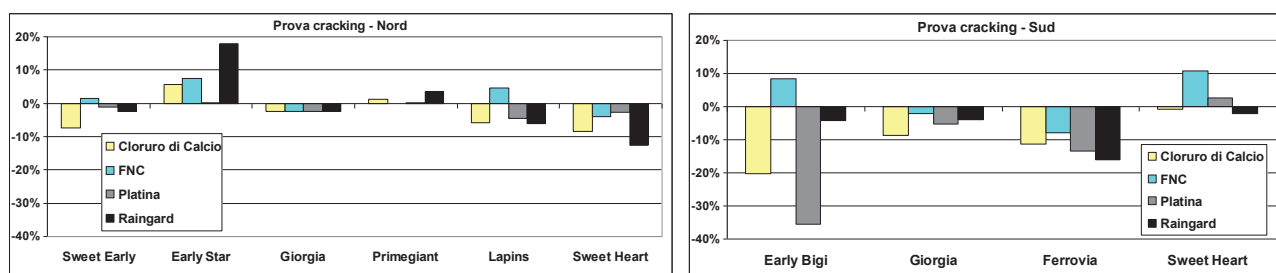 Prova cracking - Nord
20%
10%
0%
-10%
-20%
-30%
-40%
Cloruro di Calcio
FNC
Platina
Raingard
Sweet Early Early Star Giorgia Primegiant Lapins Sweet Heart
Prova cracking - Sud
20%
10%
0%
-10%
-20%
-30%
-40%
Cloruro di Calcio
FNC
Platina
Raingard
Early Bigi Giorgia Ferrovia Sweet Heart